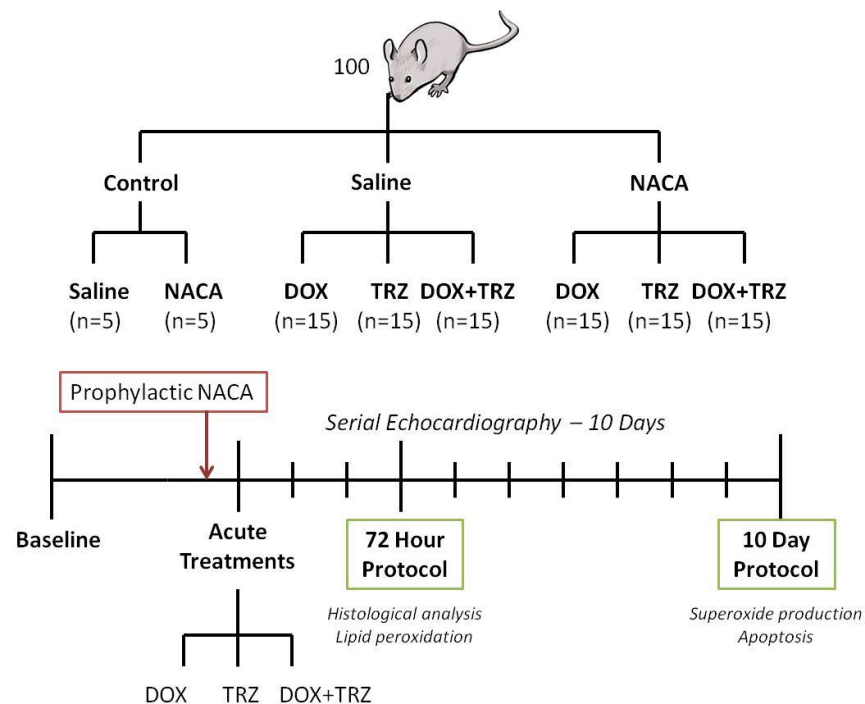 100
Control Saline NACA
Saline NACA DOX TRZ DOX+TRZ DOX TRZ DOX+TRZ
(n=5) (n=5) (n=15) (n=15) (n=15) (n=15) (n=15) (n=15)
Prophylactic NACA
Serial Echocardiography – 10 Days
Baseline
Acute
Treatments
72 Hour
Protocol
10 Day
Protocol
Histological analysis
Lipid peroxidation
Superoxide production
Apoptosis
DOX TRZ DOX+TRZ